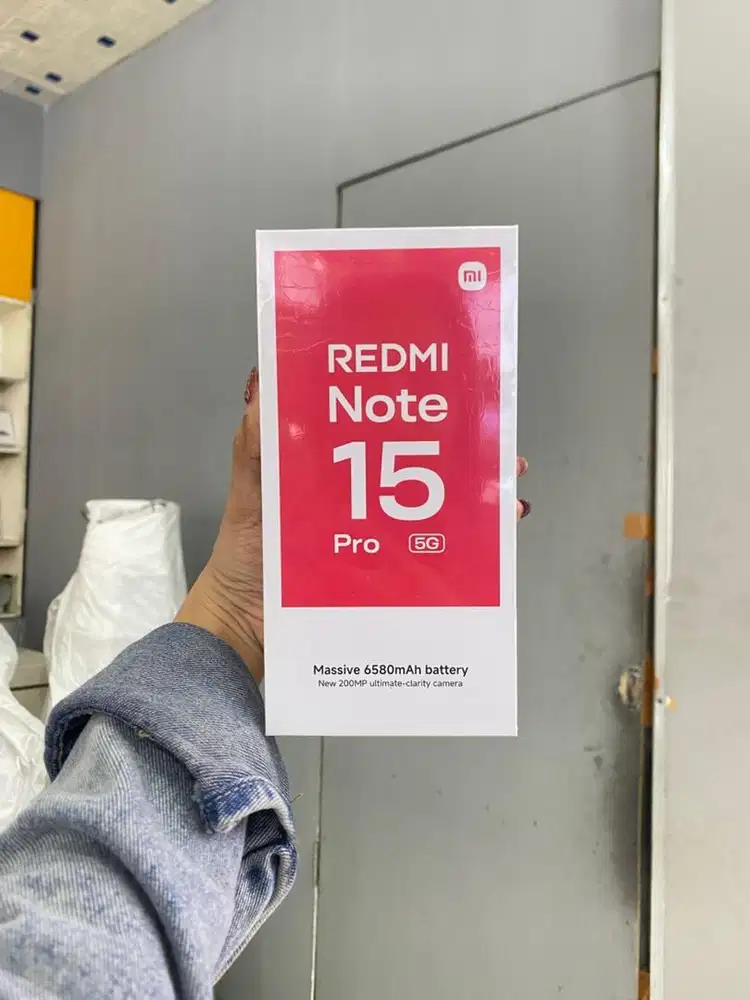 mi
REDMI
Note
15
Pro 5G
Massive 6580mAh battery
New 200MP ultimate-clarity camera